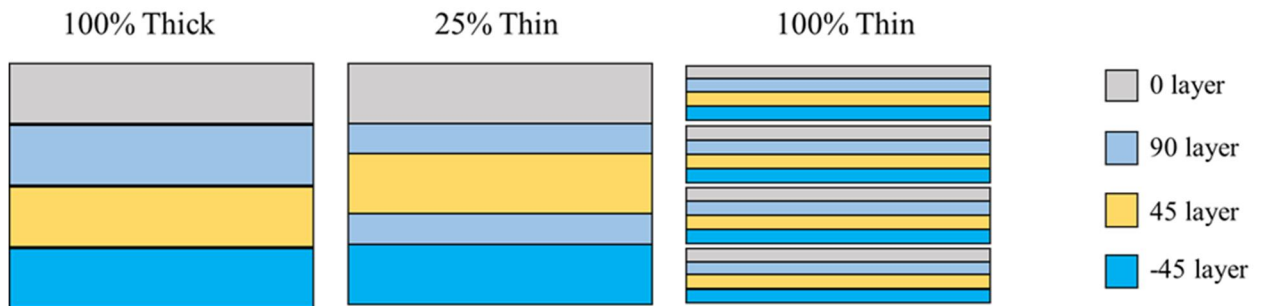 100% Thick
25% Thin
100% Thin
0 layer
90 layer
45 layer
-45 layer